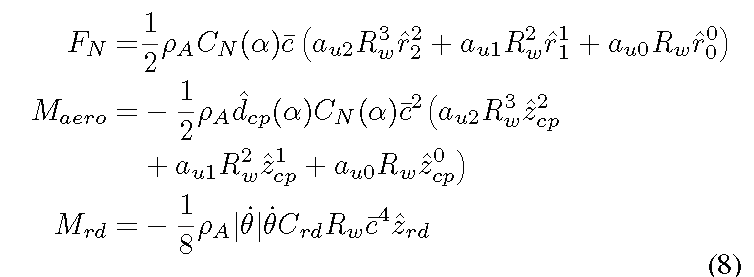 $F_N = \frac{1}{2} \rho_A C_N(\alpha) \bar{c} \left( a_{u2} R_w^3 \hat{r}_2^2 + a_{u1} R_w^2 \hat{r}_1^1 + a_{u0} R_w \hat{r}_0^0 \right)$
$M_{aero} = - \frac{1}{2} \rho_A \hat{d}_{cp}(\alpha) C_N(\alpha) \bar{c}^2 \left( a_{u2} R_w^3 \hat{z}_{cp}^2 \right.$
$\left. + a_{u1} R_w^2 \hat{z}_{cp}^1 + a_{u0} R_w \hat{z}_{cp}^0 \right)$
$M_{rd} = - \frac{1}{8} \rho_A |\dot{\theta}| \dot{\theta} C_{rd} R_w \bar{c}^4 \hat{z}_{rd}$
(8)